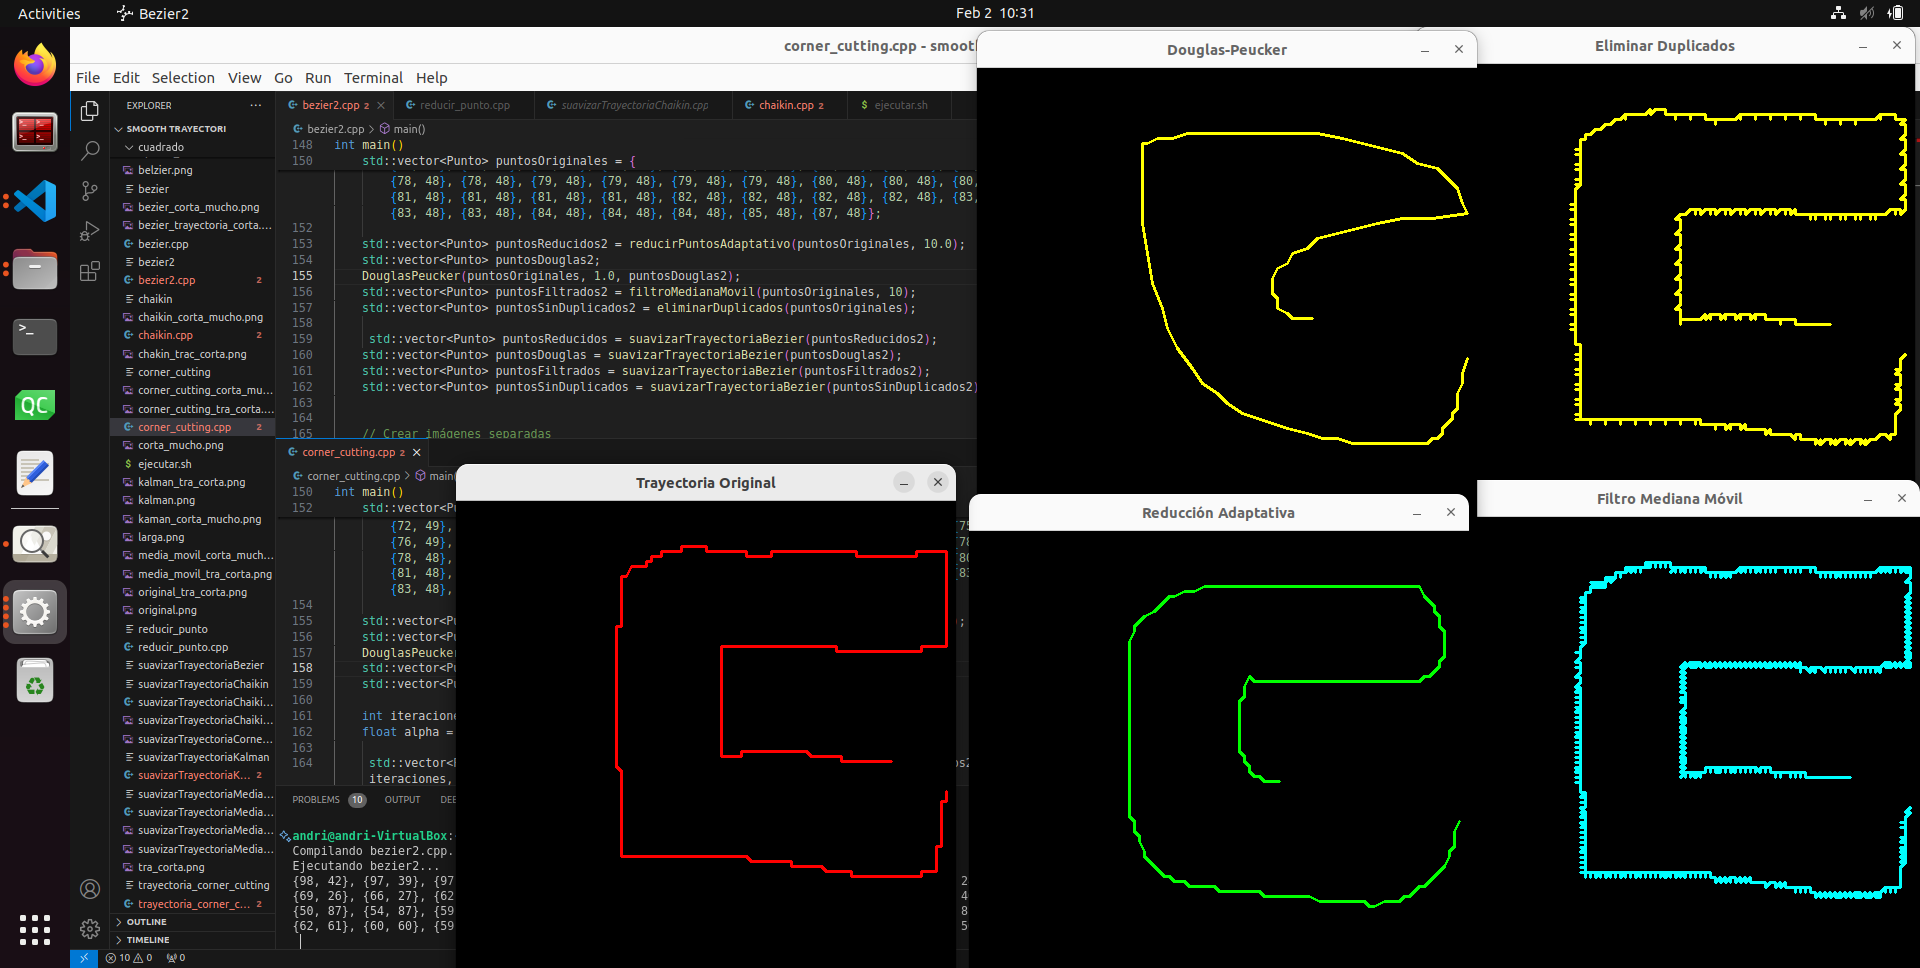 Activities
Bezier2
Feb 2 10:31
corner_cutting.cpp - smooth
File Edit Selection View Go Run Terminal Help
EXPLORER
SMOOTH TRAYECTORI
cuadrado
belzier.png
bezier
bezier_corta_mucho.png
bezier_trayectoria_corta....
bezier.cpp
bezier2
bezier2.cpp 2
chaikin
chaikin_corta_mucho.png
chaikin.cpp 2
chakin_trac_corta.png
corner_cutting
corner_cutting_corta_mu...
corner_cutting_tra_corta....
corner_cutting.cpp 2
corta_mucho.png
ejecutar.sh
kalman_tra_corta.png
kalman.png
kaman_corta_mucho.png
larga.png
media_movil_corta_much...
media_movil_tra_corta.png
original_tra_corta.png
original.png
reducir_punto
reducir_punto.cpp
suavizarTrayectoriaBezier
suavizarTrayectoriaChaikin
suavizarTrayectoriaChaiki...
suavizarTrayectoriaChaiki...
suavizarTrayectoriaCorne...
suavizarTrayectoriaKalman
suavizarTrayectoriaK... 2
suavizarTrayectoriaMedia...
suavizarTrayectoriaMedia...
suavizarTrayectoriaMedia...
suavizarTrayectoriaMedia...
tra_corta.png
trayectoria_corner_cutting
trayectoria_corner_c... 2
OUTLINE
TIMELINE
10 0 0
bezier2.cpp 2
reducir_punto.cpp
suavizarTrayectoriaChaikin.cpp
chaikin.cpp 2
ejecutar.sh
bezier2.cpp > main()
148 int main()
150 std::vector<Punto> puntosOriginales = {
{78, 48}, {78, 48}, {79, 48}, {79, 48}, {79, 48}, {79, 48}, {80, 48}, {80, 48}, {80,
{81, 48}, {81, 48}, {81, 48}, {81, 48}, {82, 48}, {82, 48}, {82, 48}, {82, 48}, {83,
{83, 48}, {83, 48}, {84, 48}, {84, 48}, {84, 48}, {85, 48}, {87, 48}};
152
153 std::vector<Punto> puntosReducidos2 = reducirPuntosAdaptativo(puntosOriginales, 10.0);
154 std::vector<Punto> puntosDouglas2;
155 DouglasPeucker(puntosOriginales, 1.0, puntosDouglas2);
156 std::vector<Punto> puntosFiltrados2 = filtroMedianaMovil(puntosOriginales, 10);
157 std::vector<Punto> puntosSinDuplicados2 = eliminarDuplicados(puntosOriginales);
158
159 std::vector<Punto> puntosReducidos = suavizarTrayectoriaBezier(puntosReducidos2);
160 std::vector<Punto> puntosDouglas = suavizarTrayectoriaBezier(puntosDouglas2);
161 std::vector<Punto> puntosFiltrados = suavizarTrayectoriaBezier(puntosFiltrados2);
162 std::vector<Punto> puntosSinDuplicados = suavizarTrayectoriaBezier(puntosSinDuplicados2)
163
164
165 // Crear imágenes separadas
corner_cutting.cpp 2
corner_cutting.cpp > main
150 int main()
152 std::vector<P
{72, 49},
{76, 49},
{78, 48},
{81, 48},
{83, 48},
154
155 std::vector<P
156 std::vector<P
157 DouglasPeucker
158 std::vector<P
159 std::vector<P
160
161 int iteracione
162 float alpha =
163
164 std::vector<
iteraciones,
PROBLEMS 10 OUTPUT DE
andri@andri-VirtualBox:
Compilando bezier2.cpp.
Ejecutando bezier2...
{98, 42}, {97, 39}, {97
{69, 26}, {66, 27}, {62
{50, 87}, {54, 87}, {59
{62, 61}, {60, 60}, {59
Douglas-Peucker
Eliminar Duplicados
Trayectoria Original
Reducción Adaptativa
Filtro Mediana Móvil
QC